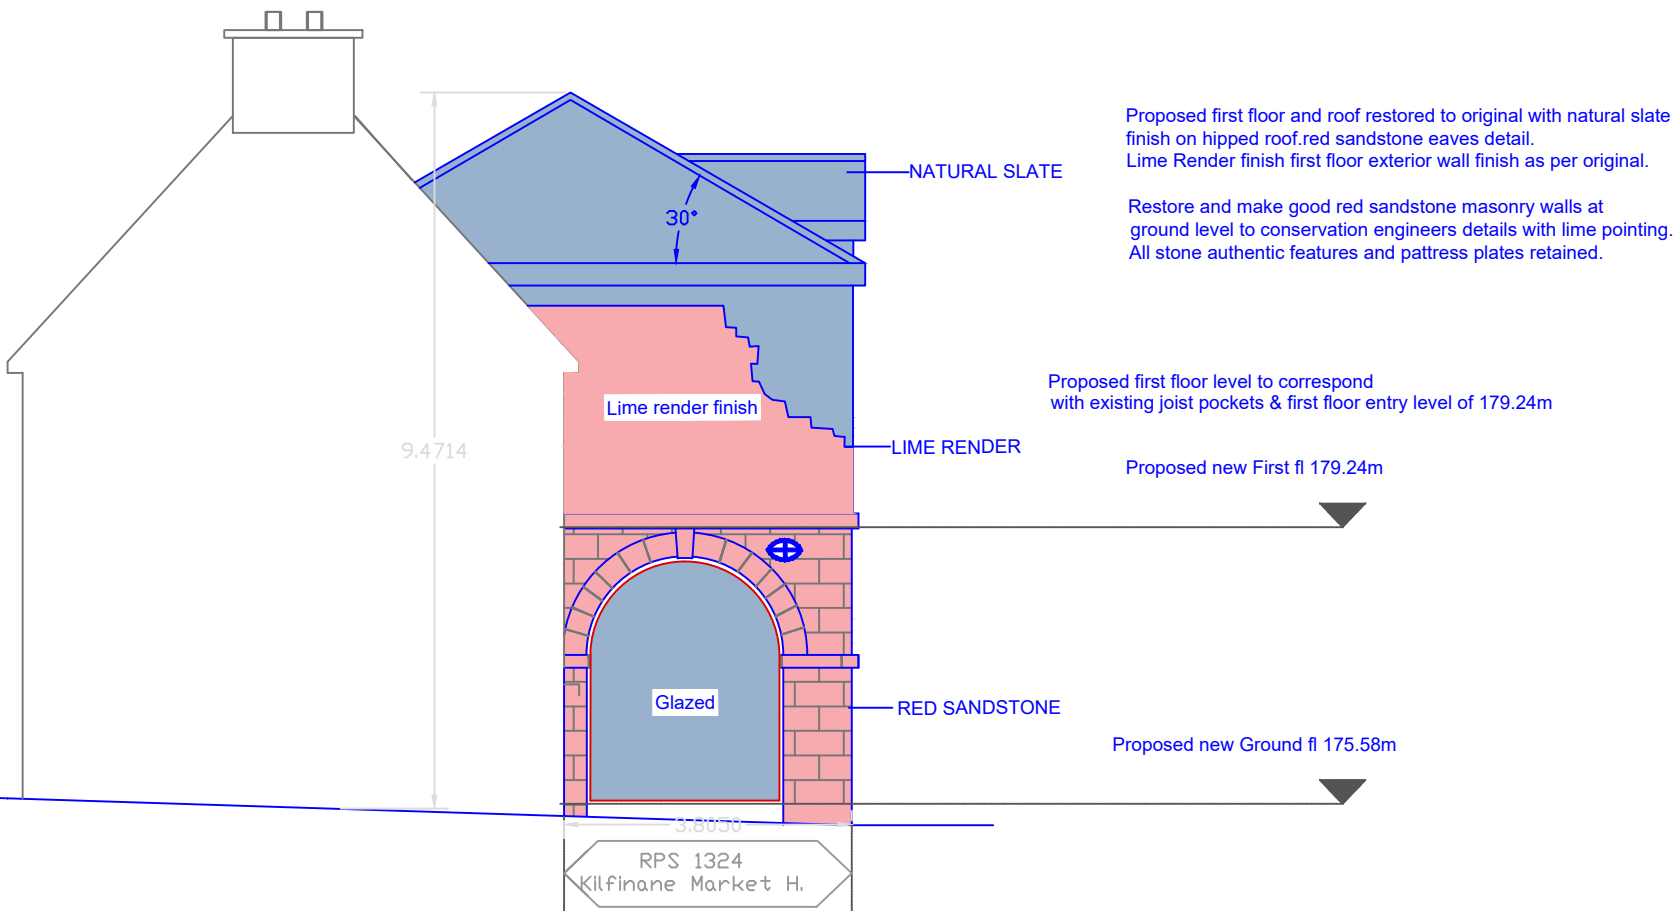 Proposed first floor and roof restored to original with natural slate
finish on hipped roof.red sandstone eaves detail.
Lime Render finish first floor exterior wall finish as per original.
NATURAL SLATE
Restore and make good red sandstone masonry walls at
ground level to conservation engineers details with lime pointing.
All stone authentic features and pattress plates retained.
30°
Proposed first floor level to correspond
with existing joist pockets & first floor entry level of 179.24m
Lime render finish
9.4714
LIME RENDER
Proposed new First fl 179.24m
Glazed
RED SANDSTONE
Proposed new Ground fl 175.58m
3.8050
RPS 1324
Kilfinane Market H.